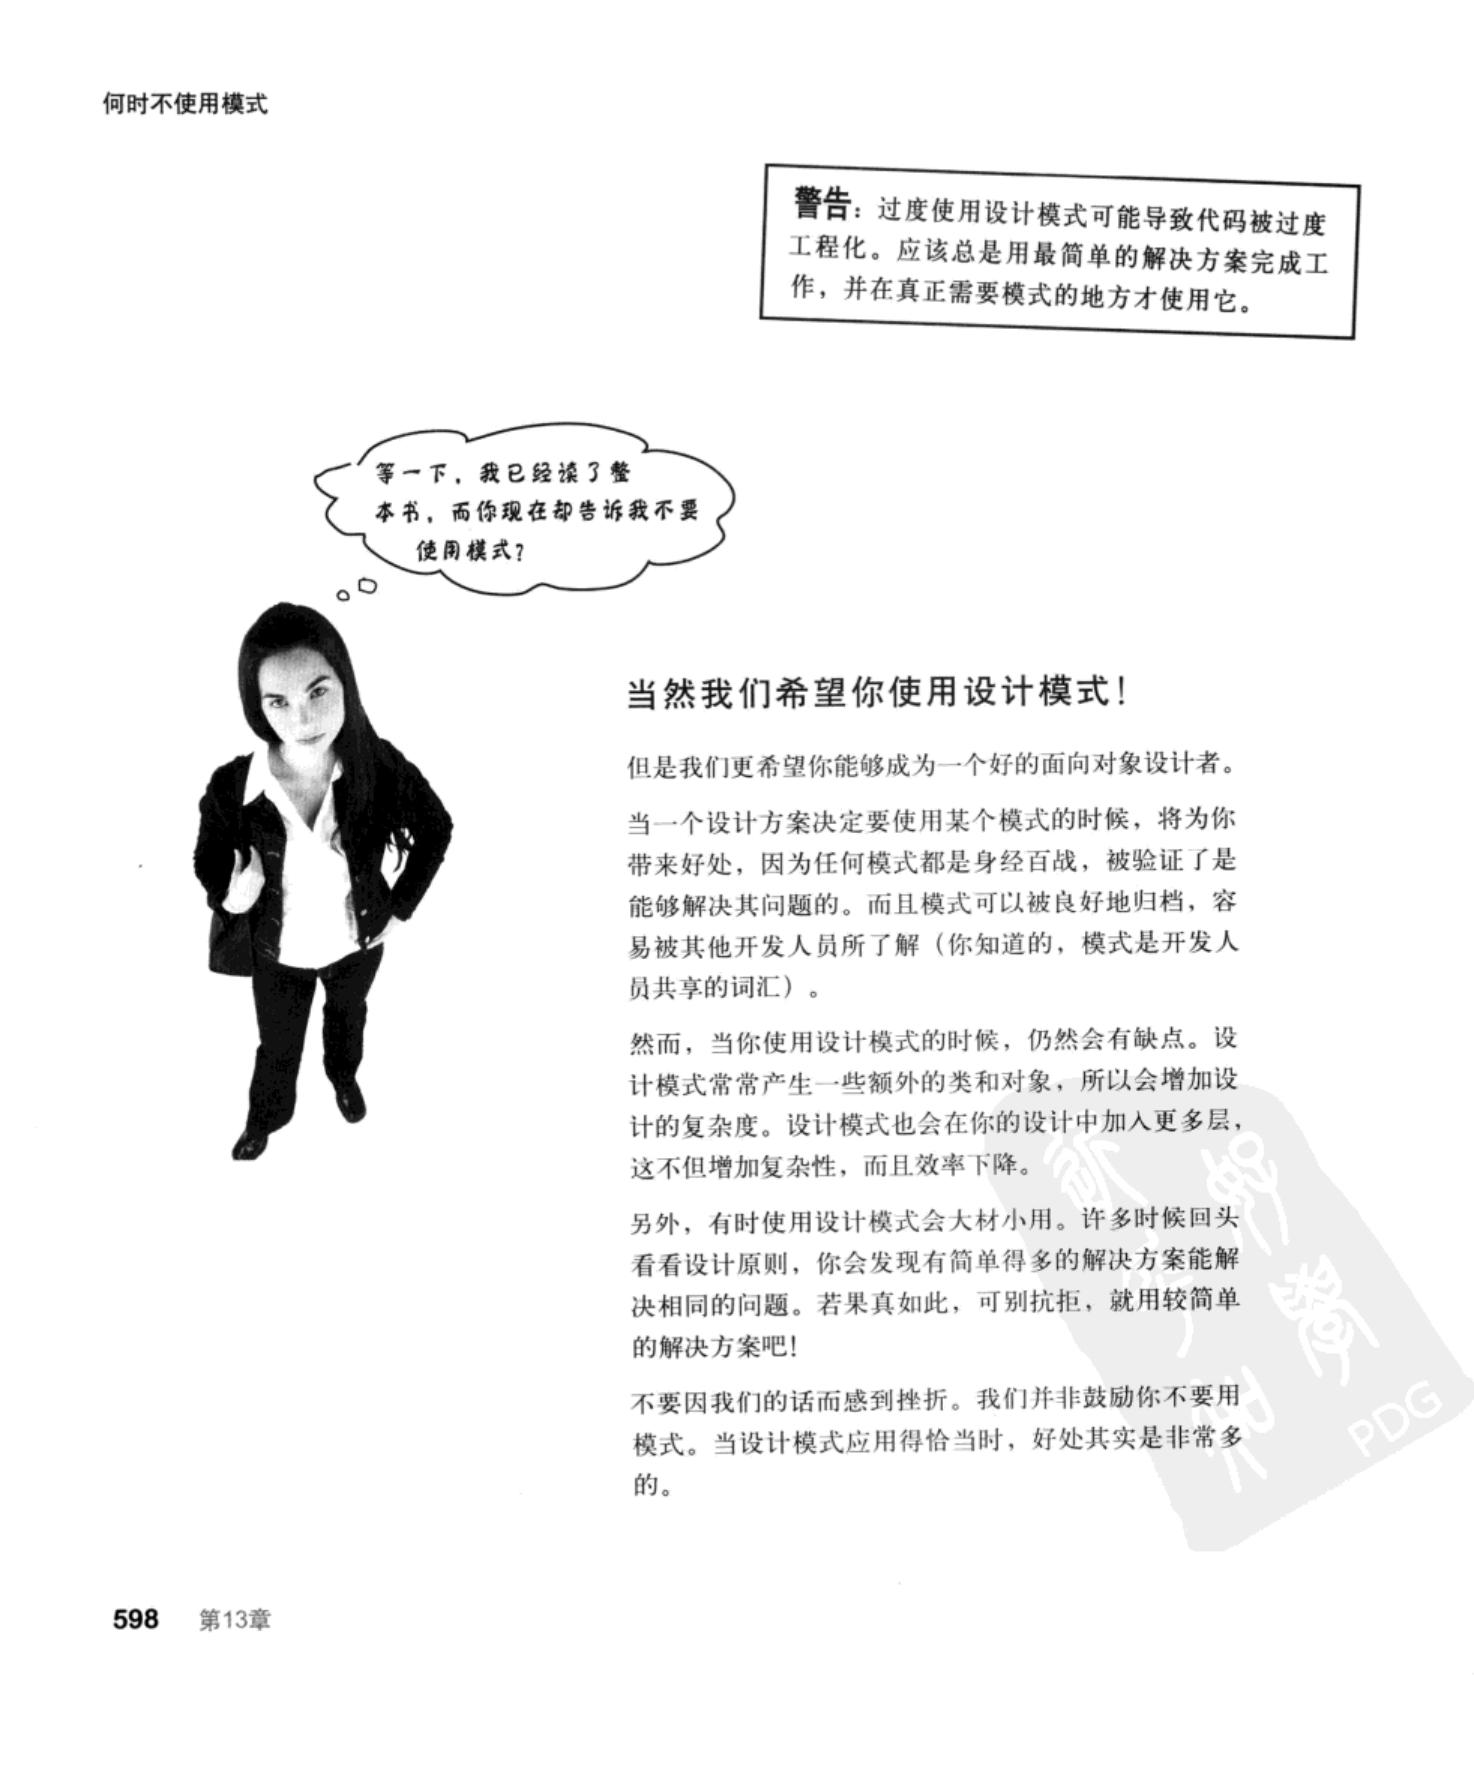 何时不使用模式
警告：过度使用设计模式可能导致代码被过度
工程化。应该总是用最简单的解决方案完成工
作，并在真正需要模式的地方才使用它。
等一下，我已经读了整
本书，而你现在却告诉我不要
使用模式？
当然我们希望你使用设计模式！
但是我们更希望你能够成为一个好的面向对象设计者。
当一个设计方案决定要使用某个模式的时候，将为你
带来好处，因为任何模式都是身经百战，被验证了是
能够解决其问题的。而且模式可以被良好地归档，容
易被其他开发人员所了解（你知道的，模式是开发人
员共享的词汇）。
然而，当你使用设计模式的时候，仍然会有缺点。设
计模式常常产生一些额外的类和对象，所以会增加设
计的复杂度。设计模式也会在你的设计中加入更多层，
这不但增加复杂性，而且效率下降。
另外，有时使用设计模式会大材小用。许多时候回头
看看设计原则，你会发现有简单得多的解决方案能解
决相同的问题。若果真如此，可别抗拒，就用较简单
的解决方案吧！
不要因我们的话而感到挫折。我们并非鼓励你不要用
模式。当设计模式应用得恰当时，好处其实是非常多
的。
PDG
598 第13章